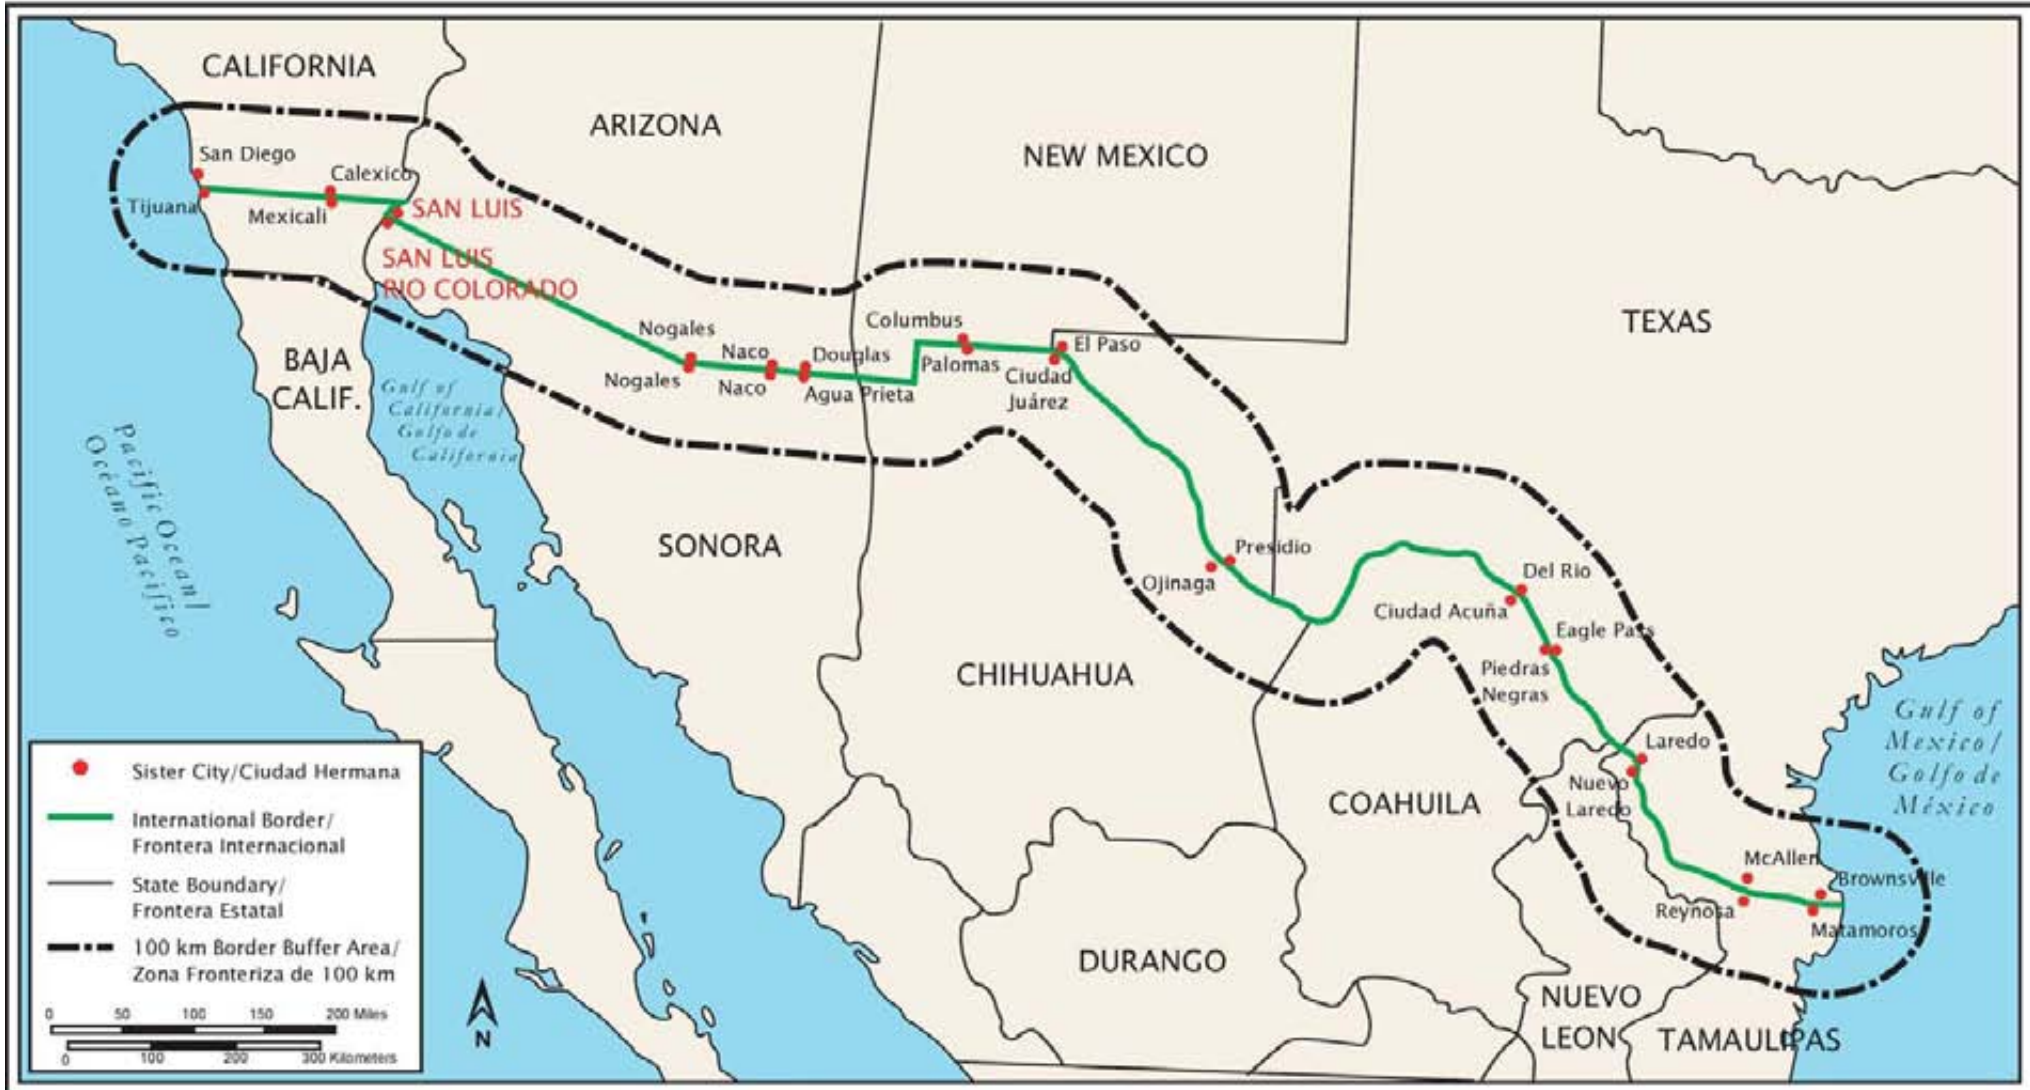 CALIFORNIA
ARIZONA
NEW MEXICO
TEXAS
San Diego
Calexico
Tijuana
Mexicali
SAN LUIS
SAN LUIS
RIO COLORADO
BAJA
CALIF.
Gulf of
California/
Golfo de
California
Pacific Ocean/
Océano Pacífico
Nogales
Nogales
Naco
Naco
Douglas
Agua Prieta
Columbus
Palomas
El Paso
Ciudad
Juárez
SONORA
Presidio
Ojinaga
CHIHUAHUA
Del Rio
Ciudad Acuña
Eagle Pass
Piedras
Negras
Laredo
Nuevo
Laredo
COAHUILA
Gulf of
Mexico/
Golfo de
México
McAllen
Brownsville
Reynosa
Matamoros
DURANGO
NUEVO
LEON
TAMAULIPAS
Sister City/Ciudad Hermana
International Border/
Frontera Internacional
State Boundary/
Frontera Estatal
100 km Border Buffer Area/
Zona Fronteriza de 100 km
0 50 100 150 200 Miles
0 100 200 300 Kilometers
N